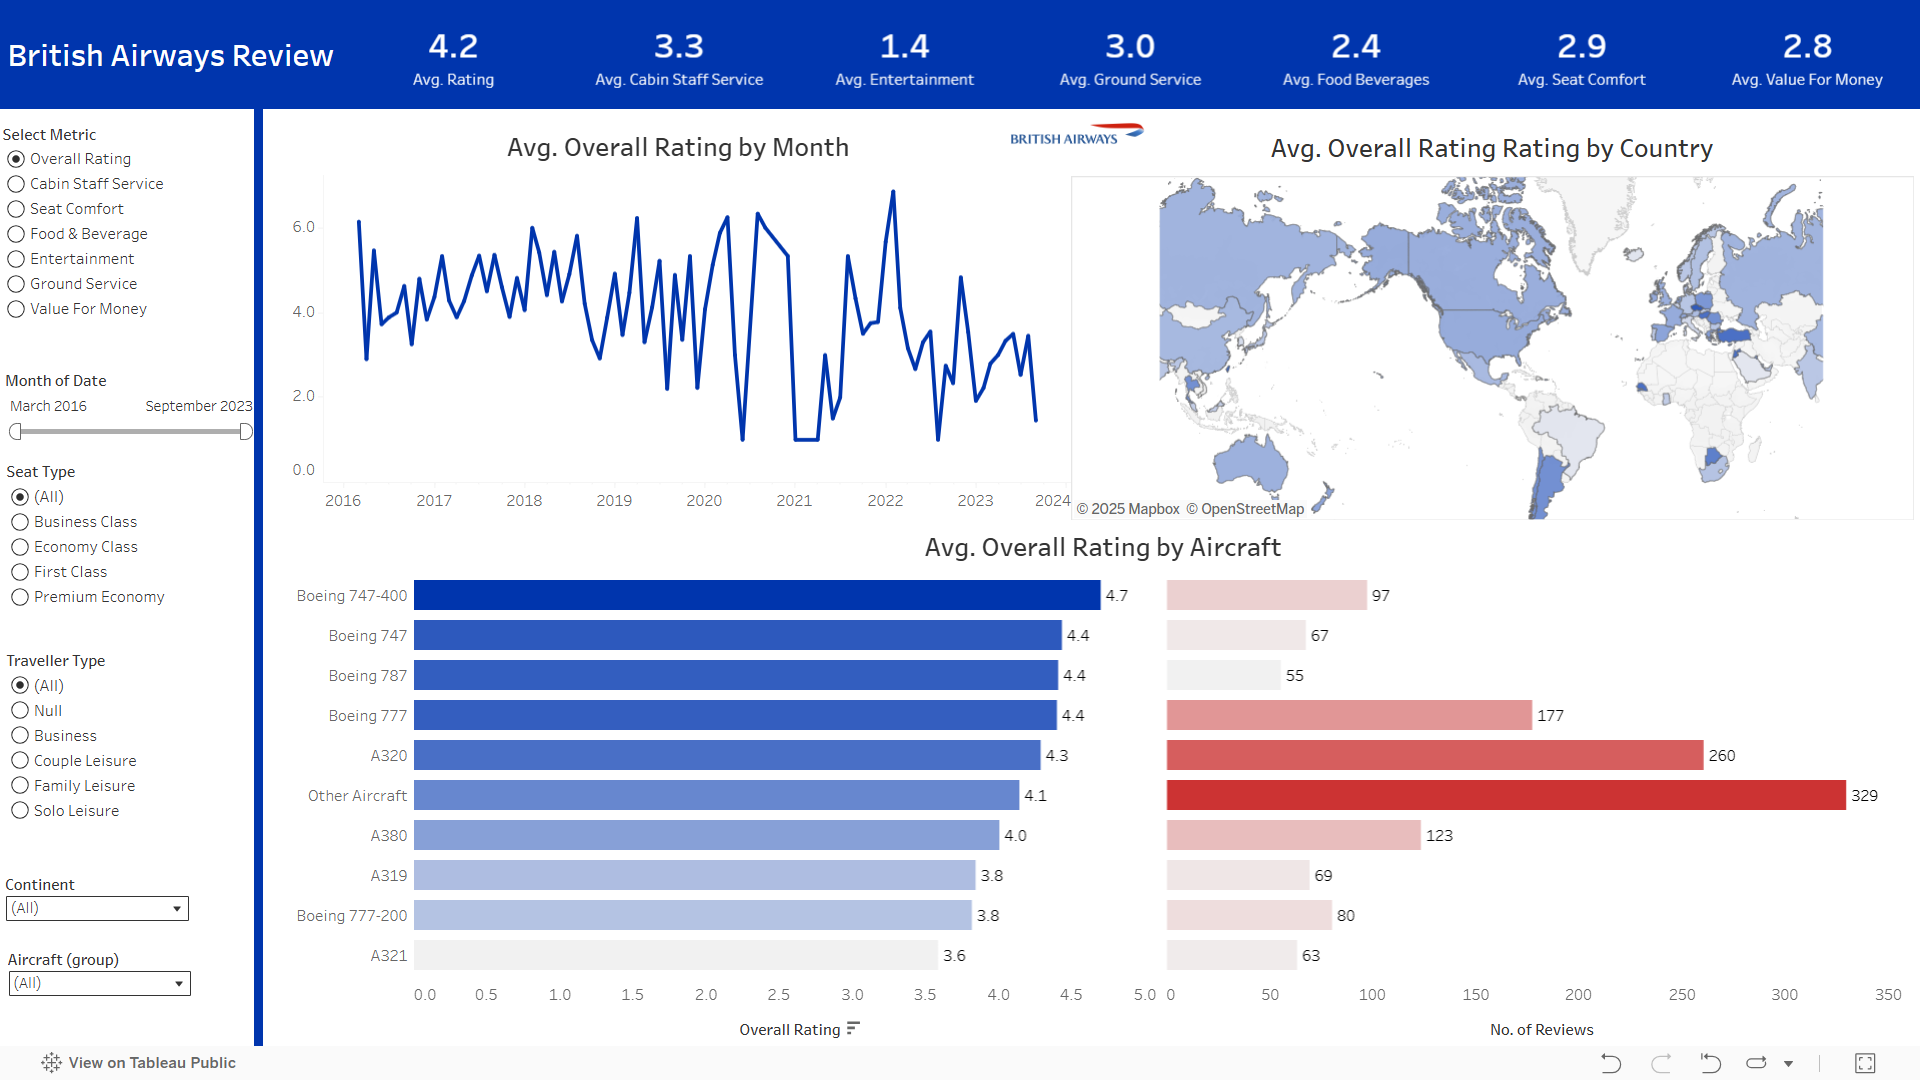 British Airways Review
4.2
Avg. Rating
3.3
Avg. Cabin Staff Service
1.4
Avg. Entertainment
3.0
Avg. Ground Service
2.4
Avg. Food Beverages
2.9
Avg. Seat Comfort
2.8
Avg. Value For Money
Select Metric
Overall Rating
Cabin Staff Service
Seat Comfort
Food & Beverage
Entertainment
Ground Service
Value For Money
Month of Date
March 2016 September 2023
Seat Type
(All)
Business Class
Economy Class
First Class
Premium Economy
Traveller Type
(All)
Null
Business
Couple Leisure
Family Leisure
Solo Leisure
Continent
(All)
Aircraft (group)
(All)
Avg. Overall Rating by Month
6.0
4.0
2.0
0.0
2016 2017 2018 2019 2020 2021 2022 2023 2024
BRITISH AIRWAYS
Avg. Overall Rating Rating by Country
© 2025 Mapbox © OpenStreetMap
Avg. Overall Rating by Aircraft
Boeing 747-400 4.7 97
Boeing 747 4.4 67
Boeing 787 4.4 55
Boeing 777 4.4 177
A320 4.3 260
Other Aircraft 4.1 329
A380 4.0 123
A319 3.8 69
Boeing 777-200 3.8 80
A321 3.6 63
0.0 0.5 1.0 1.5 2.0 2.5 3.0 3.5 4.0 4.5 5.0 0 50 100 150 200 250 300 350
Overall Rating No. of Reviews
View on Tableau Public